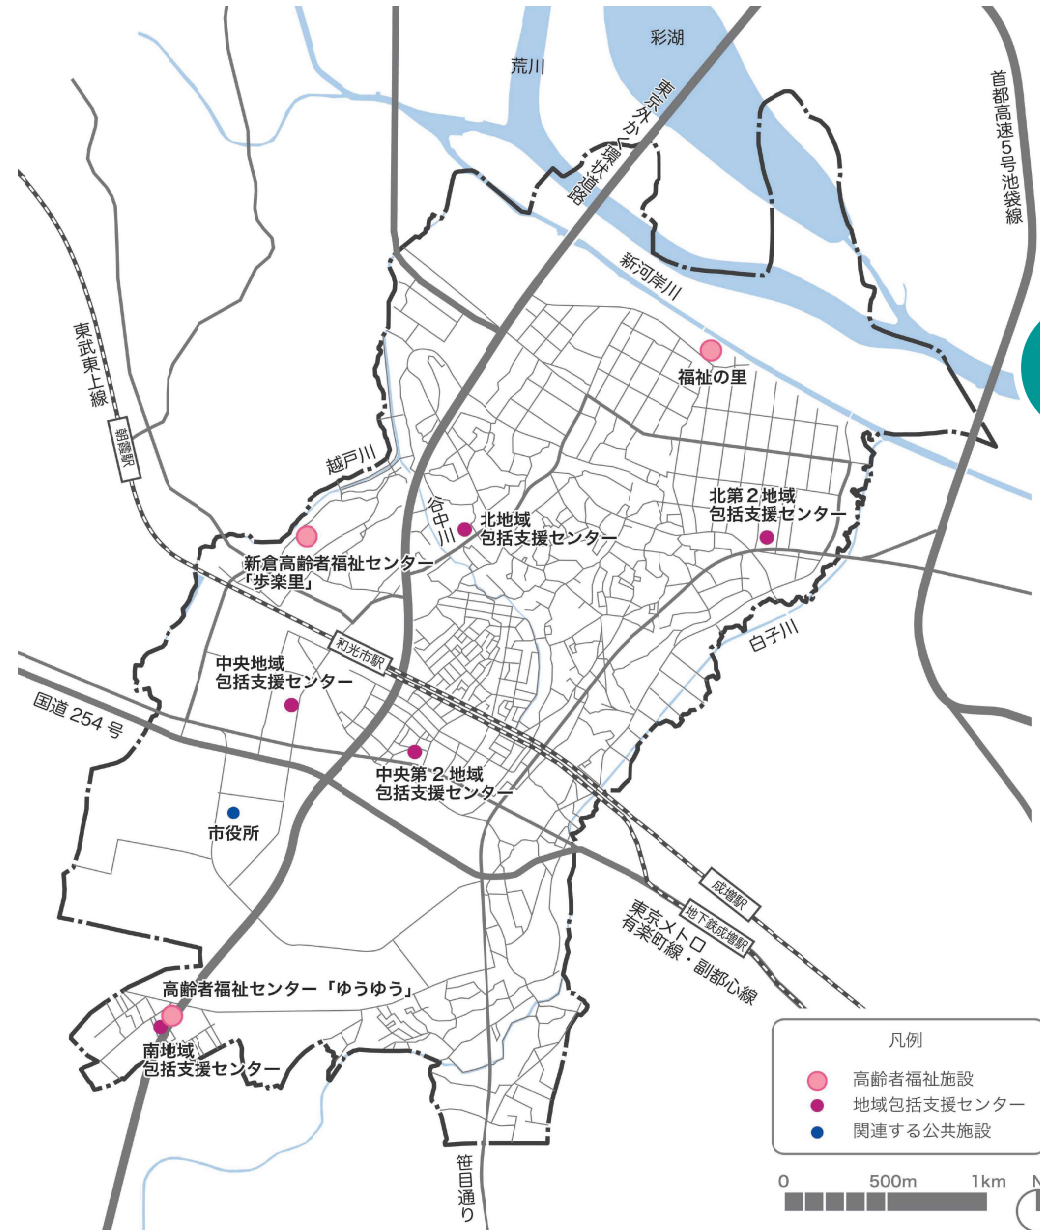 彩湖
荒川
東京外かく環状道路
首都高速5号池袋線
新河岸川
東武東上線
福祉の里
朝霞駅
越戸川
谷中川
北地域
包括支援センター
北第2地域
包括支援センター
新倉高齢者福祉センター
「歩楽里」
白子川
和光市駅
中央地域
包括支援センター
国道254号
中央第2地域
包括支援センター
市役所
成増駅
地下鉄成増駅
東京メトロ
有楽町線・副都心線
高齢者福祉センター「ゆうゆう」
南地域
包括支援センター
笹目通り
凡例
高齢者福祉施設
地域包括支援センター
関連する公共施設
0 500m 1km
N